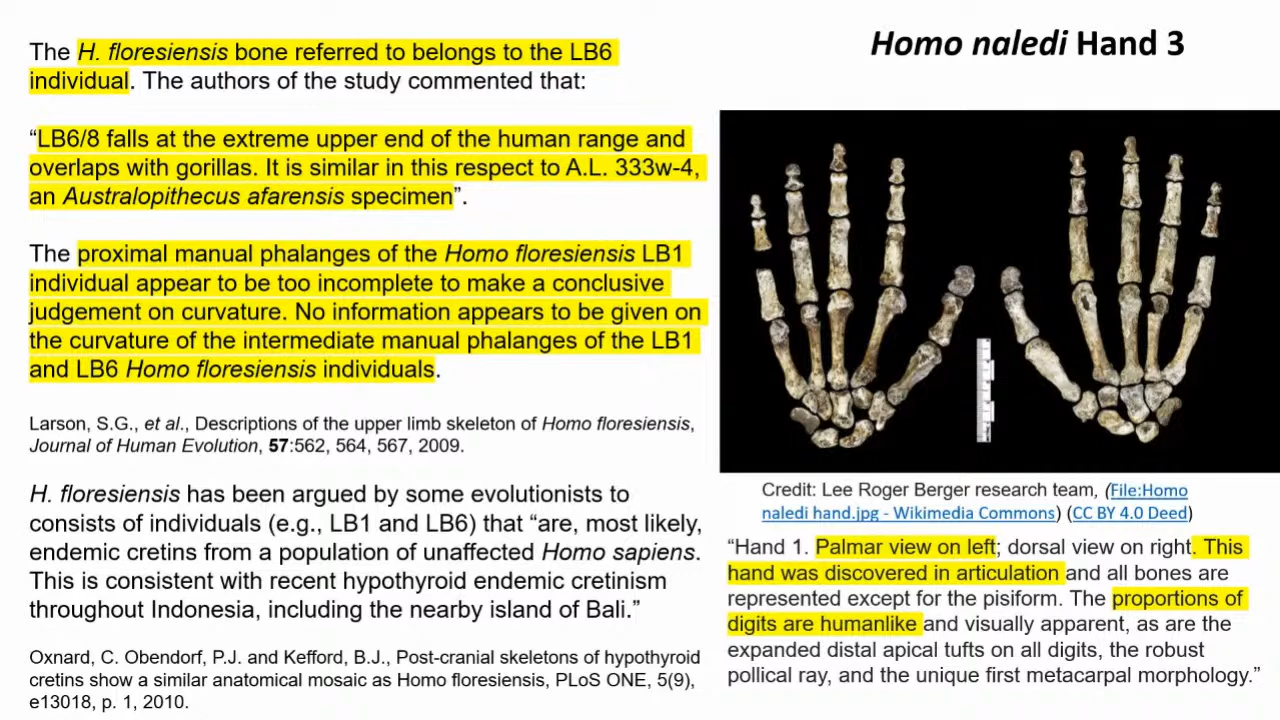 Homo naledi Hand 3
The H. floresiensis bone referred to belongs to the LB6
individual. The authors of the study commented that:
“LB6/8 falls at the extreme upper end of the human range and
overlaps with gorillas. It is similar in this respect to A.L. 333w-4,
an Australopithecus afarensis specimen”.
The proximal manual phalanges of the Homo floresiensis LB1
individual appear to be too incomplete to make a conclusive
judgement on curvature. No information appears to be given on
the curvature of the intermediate manual phalanges of the LB1
and LB6 Homo floresiensis individuals.
Larson, S.G., et al., Descriptions of the upper limb skeleton of Homo floresiensis,
Journal of Human Evolution, 57:562, 564, 567, 2009.
H. floresiensis has been argued by some evolutionists to
consists of individuals (e.g., LB1 and LB6) that “are, most likely,
endemic cretins from a population of unaffected Homo sapiens.
This is consistent with recent hypothyroid endemic cretinism
throughout Indonesia, including the nearby island of Bali.”
Oxnard, C. Obendorf, P.J. and Kefford, B.J., Post-cranial skeletons of hypothyroid
cretins show a similar anatomical mosaic as Homo floresiensis, PLoS ONE, 5(9),
e13018, p. 1, 2010.
Credit: Lee Roger Berger research team, (File:Homo
naledi hand.jpg - Wikimedia Commons) (CC BY 4.0 Deed)
“Hand 1. Palmar view on left; dorsal view on right. This
hand was discovered in articulation and all bones are
represented except for the pisiform. The proportions of
digits are humanlike and visually apparent, as are the
expanded distal apical tufts on all digits, the robust
pollical ray, and the unique first metacarpal morphology.”